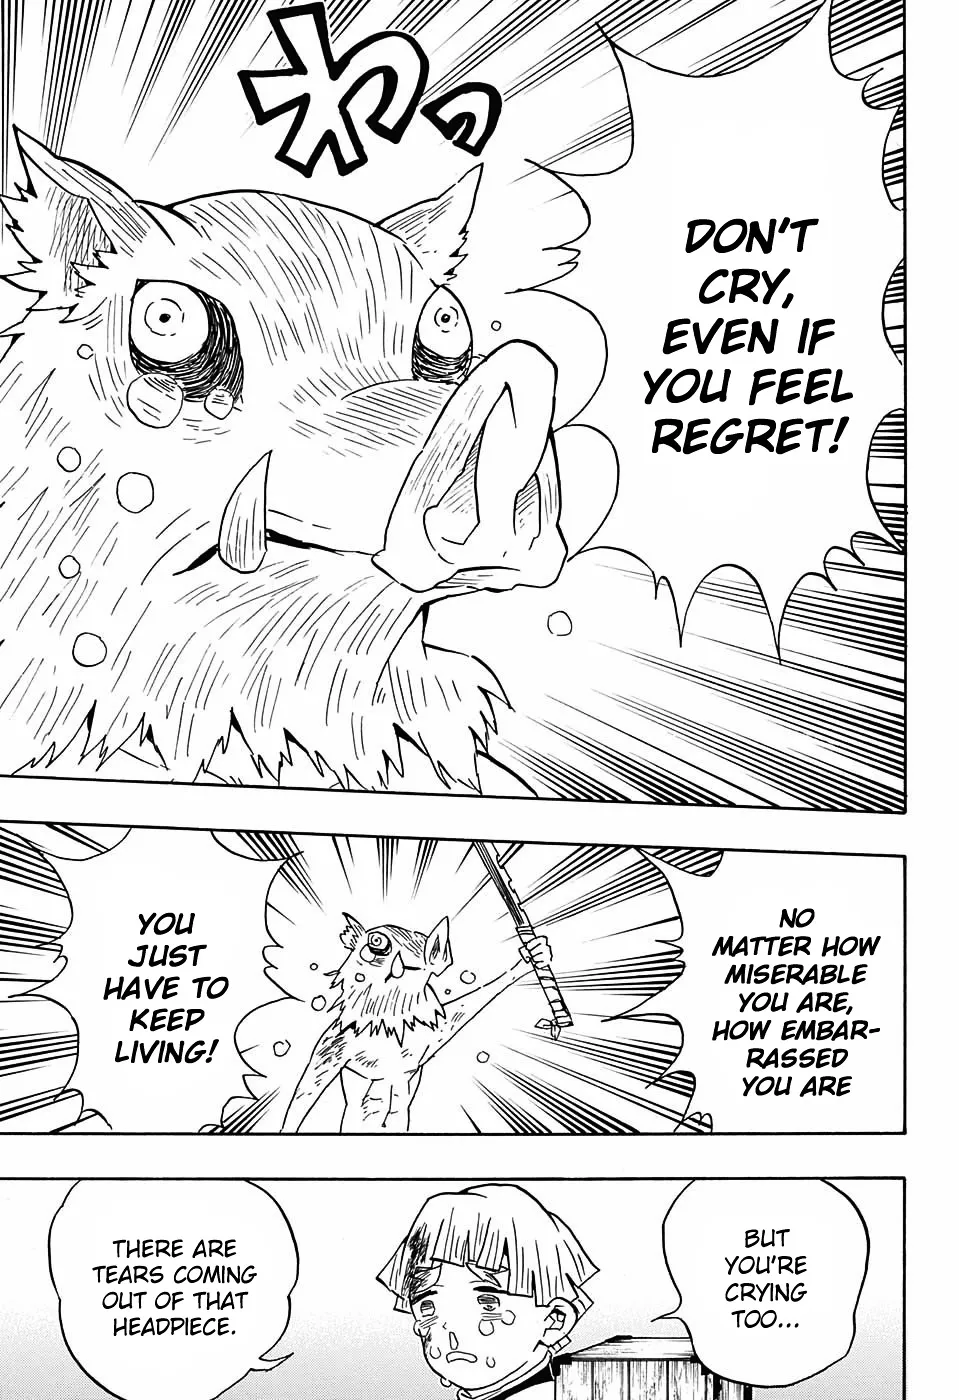 わっ
DON'T
CRY,
EVEN IF
YOU FEEL
REGRET!
NO
MATTER HOW
MISERABLE
YOU ARE,
HOW EMBAR-
RASSED
YOU ARE
YOU
JUST
HAVE TO
KEEP
LIVING!
BUT
YOU'RE
CRYING
TOO...
THERE ARE
TEARS COMING
OUT OF THAT
HEADPIECE.